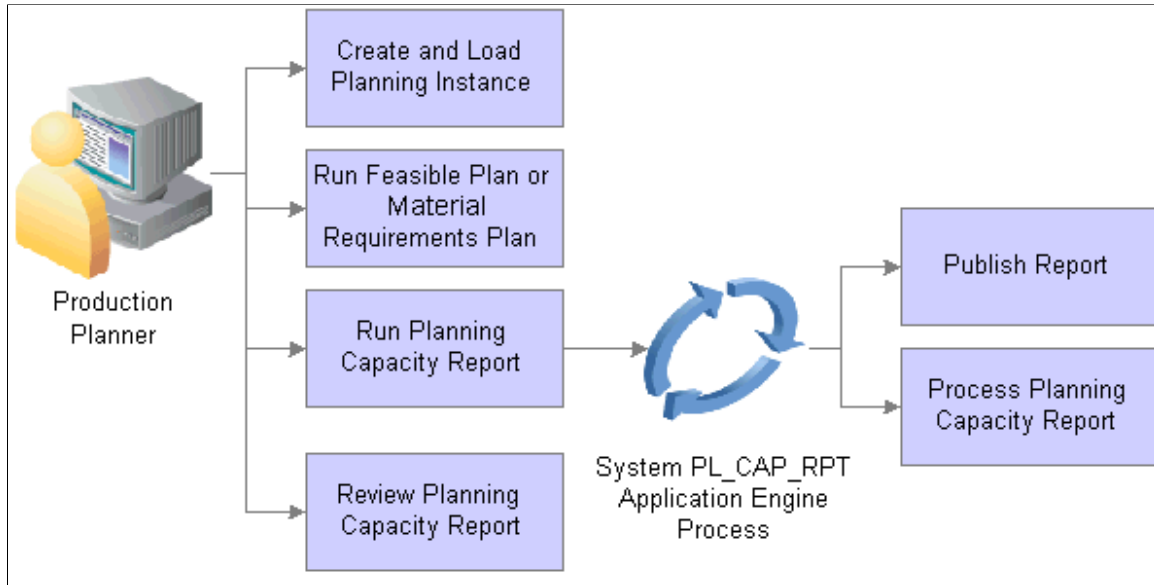 Create and Load
Planning Instance
Run Feasible Plan or
Material
Requirements Plan
Production
Planner
Run Planning
Capacity Report
Review Planning
Capacity Report
System PL_CAP_RPT
Application Engine
Process
Publish Report
Process Planning
Capacity Report